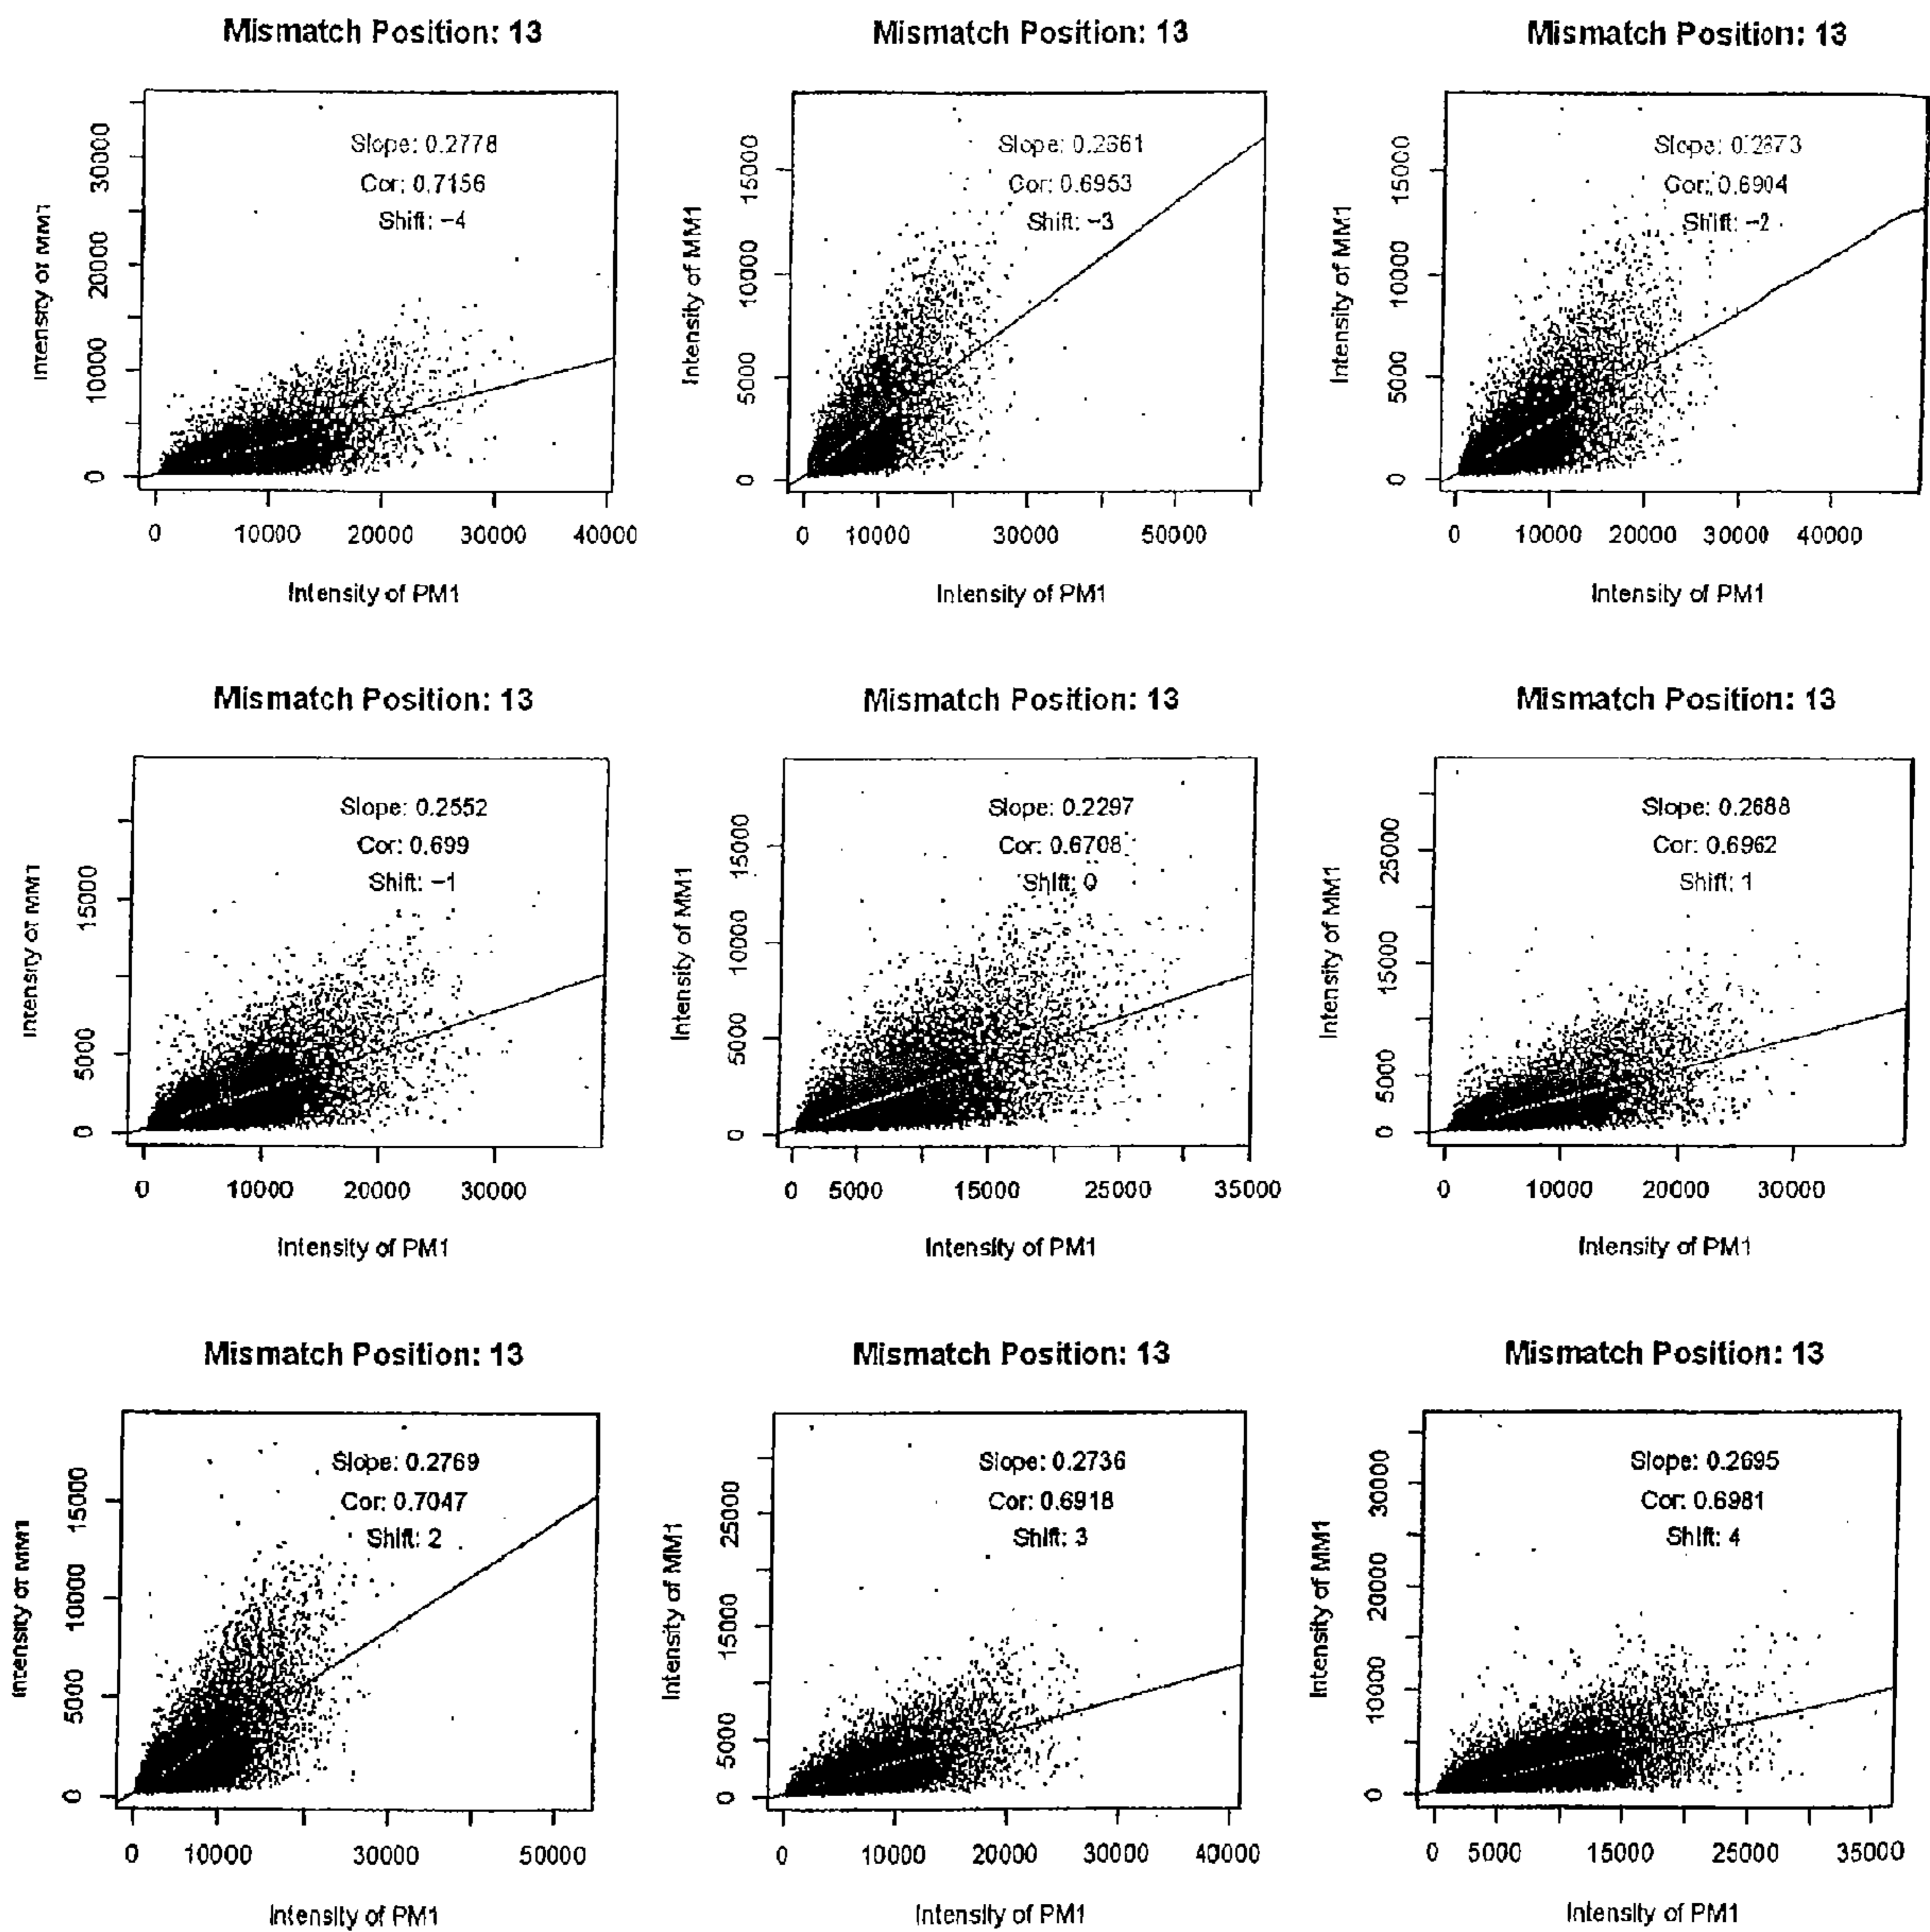 Mismatch Position: 13
Slope: 0.2778
Cor: 0.7156
Shift: −4
Intensity of MM1
0 10000 20000 30000
0 10000 20000 30000 40000
Intensity of PM1
Mismatch Position: 13
Slope: 0.2661
Cor: 0.6953
Shift: −3
Intensity of MM1
0 5000 10000 15000
0 10000 30000 50000
Intensity of PM1
Mismatch Position: 13
Slope: 0.2673
Cor: 0.6904
Shift: −2
Intensity of MM1
0 5000 10000 15000
0 10000 20000 30000 40000
Intensity of PM1
Mismatch Position: 13
Slope: 0.2552
Cor: 0.699
Shift: −1
Intensity of MM1
0 5000 15000
0 10000 20000 30000
Intensity of PM1
Mismatch Position: 13
Slope: 0.2297
Cor: 0.6708
Shift: 0
Intensity of MM1
0 5000 10000 15000
0 5000 15000 25000 35000
Intensity of PM1
Mismatch Position: 13
Slope: 0.2688
Cor: 0.6962
Shift: 1
Intensity of MM1
0 5000 15000 25000
0 10000 20000 30000
Intensity of PM1
Mismatch Position: 13
Slope: 0.2769
Cor: 0.7047
Shift: 2
Intensity of MM1
0 5000 10000 15000
0 10000 30000 50000
Intensity of PM1
Mismatch Position: 13
Slope: 0.2736
Cor: 0.6918
Shift: 3
Intensity of MM1
0 5000 15000 25000
0 10000 20000 30000 40000
Intensity of PM1
Mismatch Position: 13
Slope: 0.2695
Cor: 0.6981
Shift: 4
Intensity of MM1
0 10000 20000 30000
0 5000 15000 25000 35000
Intensity of PM1